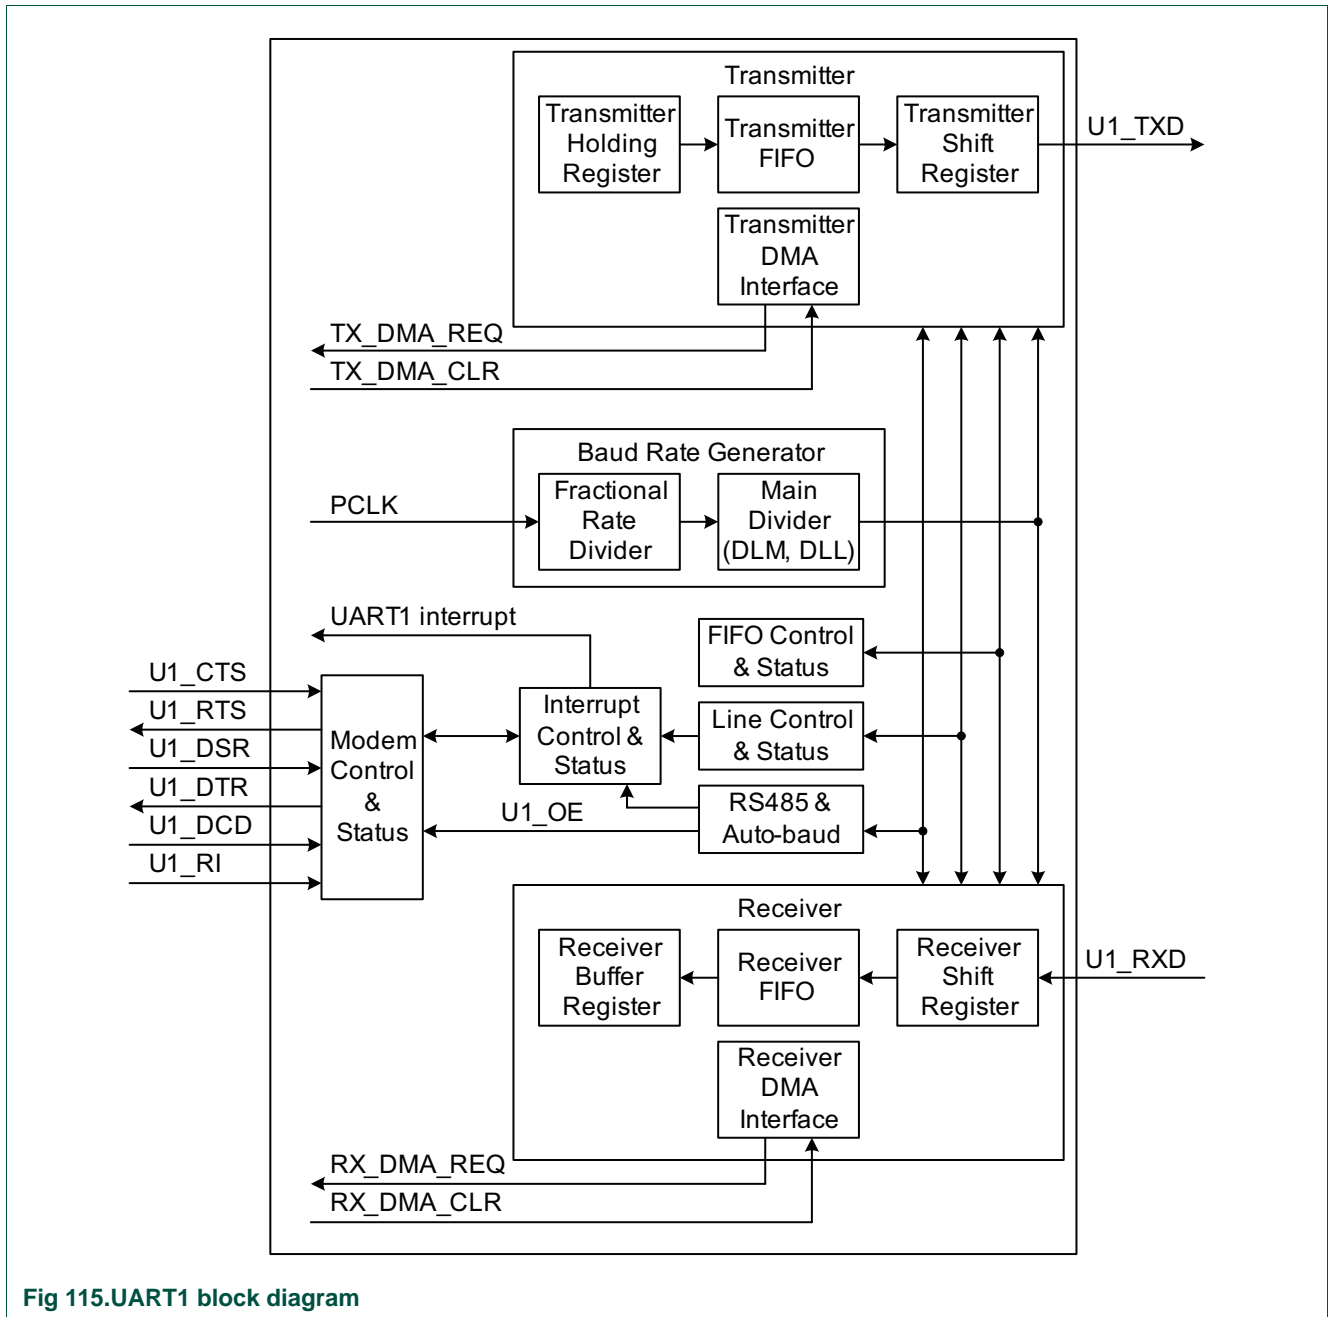 Transmitter
Transmitter
Holding
Register
Transmitter
FIFO
Transmitter
Shift
Register
U1_TXD
Transmitter
DMA
Interface
TX_DMA_REQ
TX_DMA_CLR
Baud Rate Generator
PCLK
Fractional
Rate
Divider
Main
Divider
(DLM, DLL)
UART1 interrupt
FIFO Control
& Status
U1_CTS
U1_RTS
U1_DSR
U1_DTR
U1_DCD
U1_RI
Modem
Control
&
Status
Interrupt
Control &
Status
Line Control
& Status
U1_OE
RS485 &
Auto-baud
Receiver
Receiver
Buffer
Register
Receiver
FIFO
Receiver
Shift
Register
U1_RXD
Receiver
DMA
Interface
RX_DMA_REQ
RX_DMA_CLR
Fig 115.UART1 block diagram